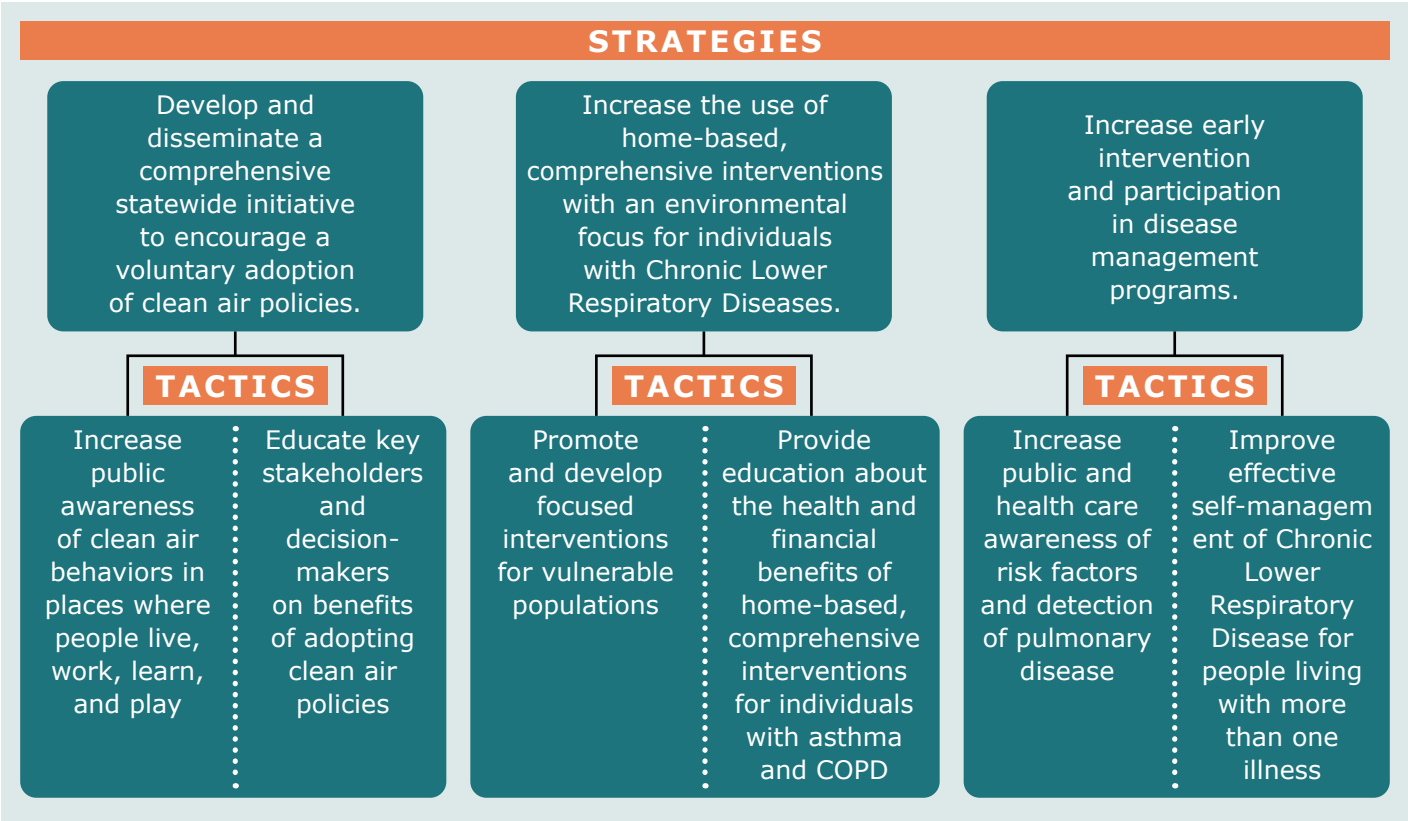 STRATEGIES
Develop and
disseminate a
comprehensive
statewide initiative
to encourage a
voluntary adoption
of clean air policies.
Increase the use of
home-based,
comprehensive interventions
with an environmental
focus for individuals
with Chronic Lower
Respiratory Diseases.
Increase early
intervention
and participation
in disease
management
programs.
TACTICS
Increase
public
awareness
of clean air
behaviors in
places where
people live,
work, learn,
and play
Educate key
stakeholders
and
decision-
makers
on benefits
of adopting
clean air
policies
TACTICS
Promote
and develop
focused
interventions
for vulnerable
populations
Provide
education about
the health and
financial
benefits of
home-based,
comprehensive
interventions
for individuals
with asthma
and COPD
TACTICS
Increase
public and
health care
awareness of
risk factors
and detection
of pulmonary
disease
Improve
effective
self-managem
ent of Chronic
Lower
Respiratory
Disease for
people living
with more
than one
illness